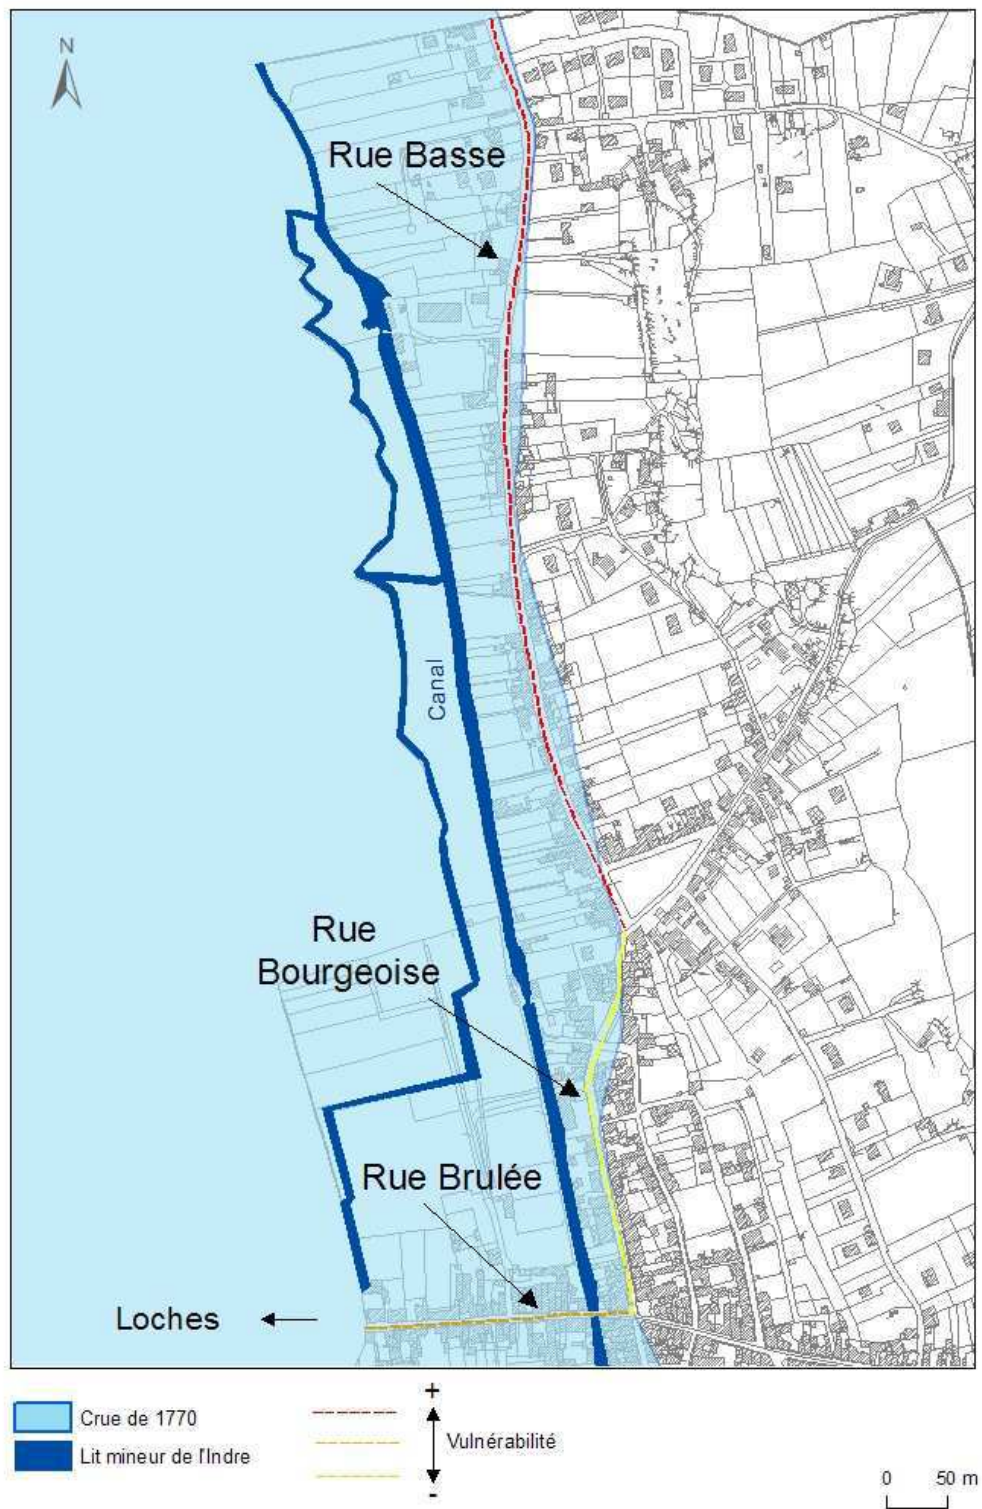 N
Rue Basse
Canal
Rue
Bourgeoise
Rue Brulée
Loches
Crue de 1770
Lit mineur de l'Indre
+
Vulnérabilité
-
0 50 m